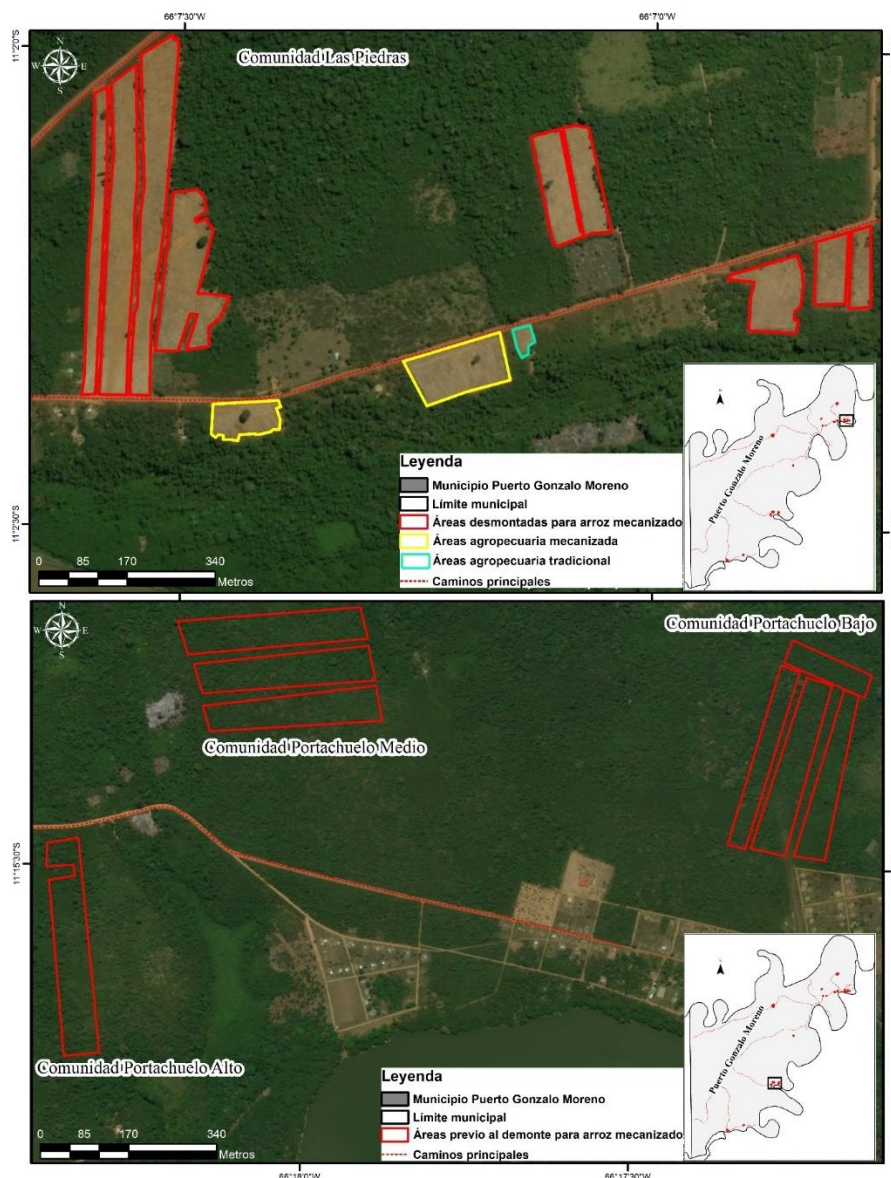 66°7'30"W
66°7'0"W
11°2'0"S
Comunidad Las Piedras
N
W
E
S
Puerto Gonzalo Moreno
Leyenda
Municipio Puerto Gonzalo Moreno
Límite municipal
Áreas desmontadas para arroz mecanizado
Áreas agropecuaria mecanizada
Áreas agropecuaria tradicional
Caminos principales
11°2'30"S
0 85 170 340
Metros
N
W
E
S
Comunidad Portachuelo Bajo
Comunidad Portachuelo Medio
11°15'30"S
Comunidad Portachuelo Alto
Puerto Gonzalo Moreno
Leyenda
Municipio Puerto Gonzalo Moreno
Límite municipal
Áreas previo al demonte para arroz mecanizado
Caminos principales
0 85 170 340
Metros
66°18'0"W
66°17'30"W